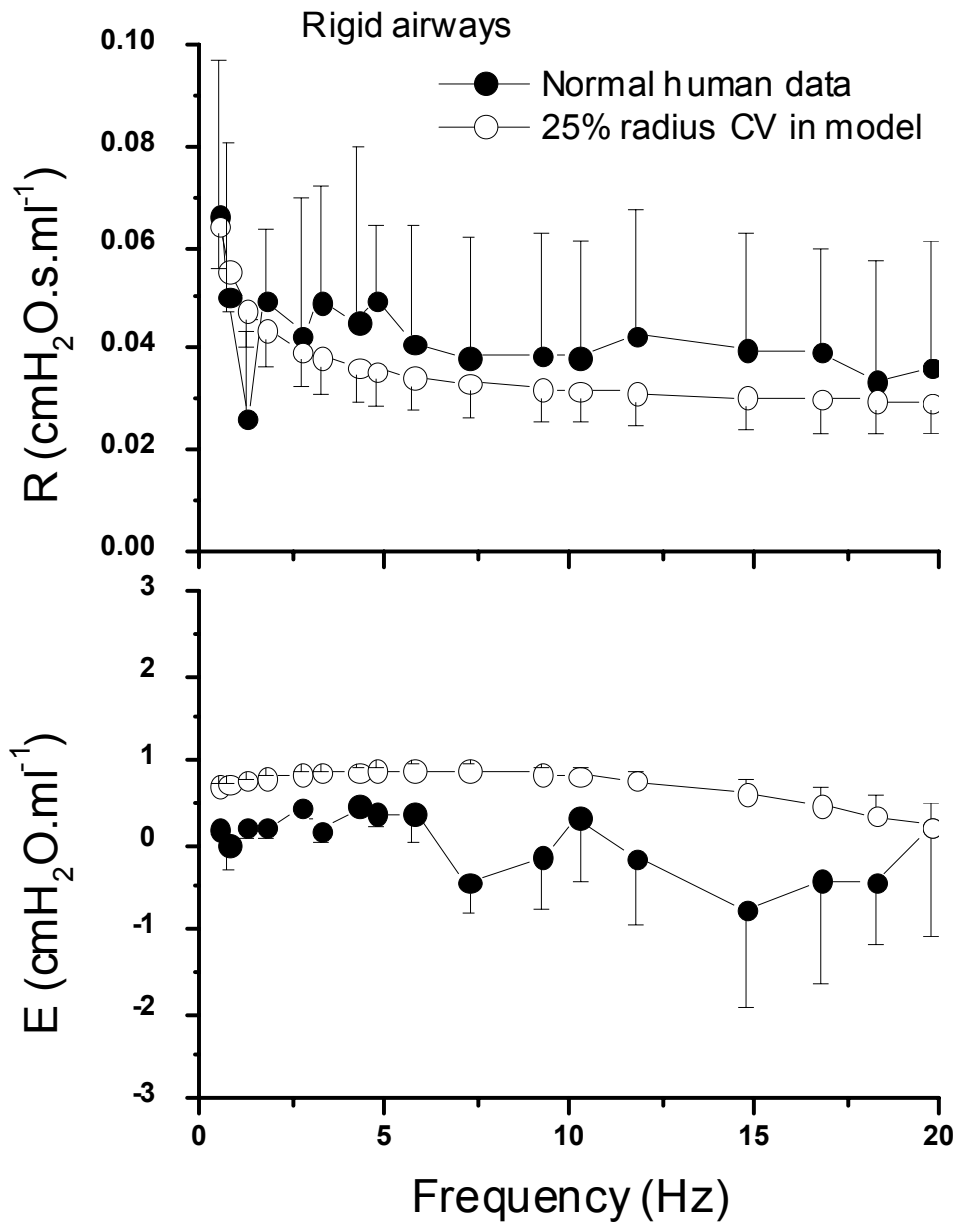 Rigid airways
Normal human data
25% radius CV in model
R (cmH₂O.s.ml⁻¹)
0.10
0.08
0.06
0.04
0.02
0.00
E (cmH₂O.ml⁻¹)
3
2
1
0
-1
-2
-3
0 5 10 15 20
Frequency (Hz)